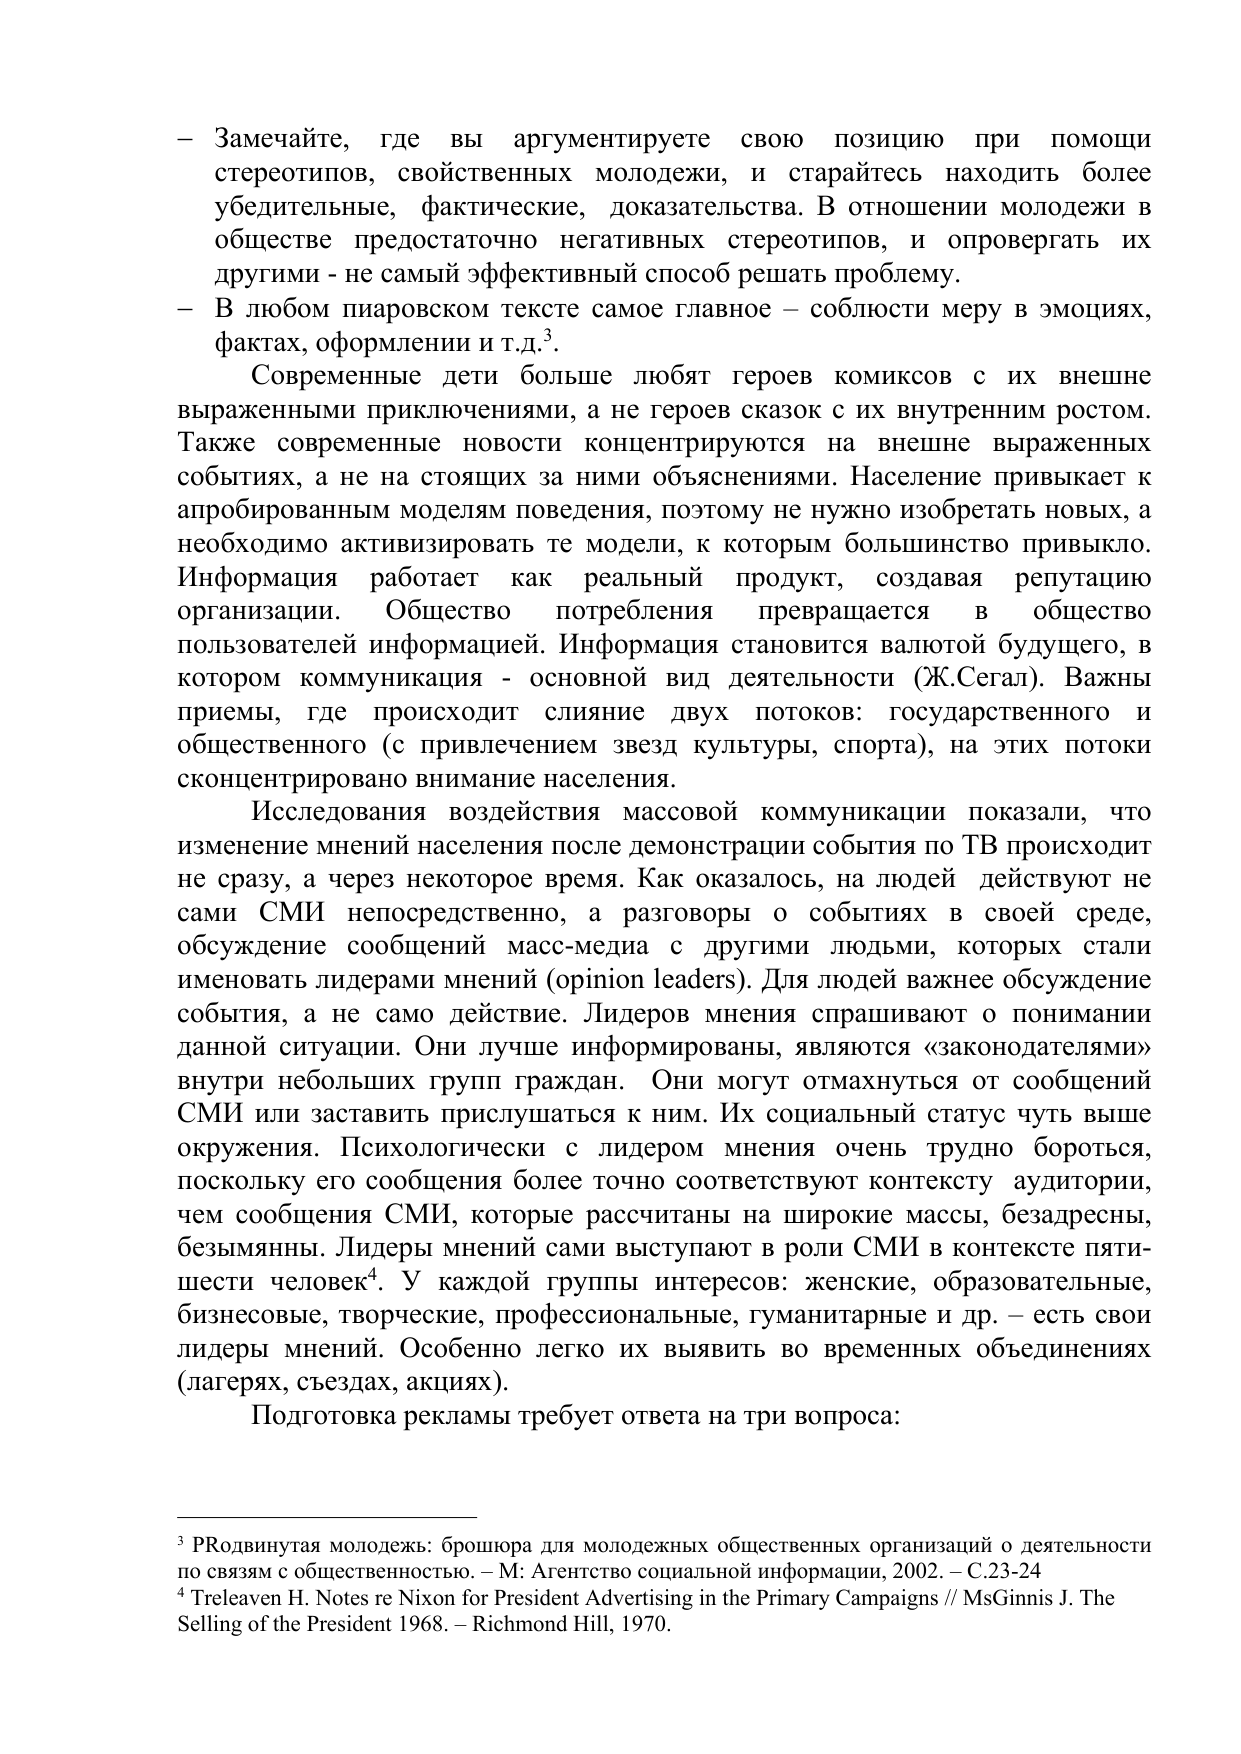 – Замечайте, где вы аргументируете свою позицию при помощи
стереотипов, свойственных молодежи, и старайтесь находить более
убедительные, фактические, доказательства. В отношении молодежи в
обществе предостаточно негативных стереотипов, и опровергать их
другими - не самый эффективный способ решать проблему.
– В любом пиаровском тексте самое главное – соблюсти меру в эмоциях,
фактах, оформлении и т.д.³.
Современные дети больше любят героев комиксов с их внешне
выраженными приключениями, а не героев сказок с их внутренним ростом.
Также современные новости концентрируются на внешне выраженных
событиях, а не на стоящих за ними объяснениями. Население привыкает к
апробированным моделям поведения, поэтому не нужно изобретать новых, а
необходимо активизировать те модели, к которым большинство привыкло.
Информация работает как реальный продукт, создавая репутацию
организации. Общество потребления превращается в общество
пользователей информацией. Информация становится валютой будущего, в
котором коммуникация - основной вид деятельности (Ж.Сегал). Важны
приемы, где происходит слияние двух потоков: государственного и
общественного (с привлечением звезд культуры, спорта), на этих потоки
сконцентрировано внимание населения.
Исследования воздействия массовой коммуникации показали, что
изменение мнений населения после демонстрации события по ТВ происходит
не сразу, а через некоторое время. Как оказалось, на людей действуют не
сами СМИ непосредственно, а разговоры о событиях в своей среде,
обсуждение сообщений масс-медиа с другими людьми, которых стали
именовать лидерами мнений (opinion leaders). Для людей важнее обсуждение
события, а не само действие. Лидеров мнения спрашивают о понимании
данной ситуации. Они лучше информированы, являются «законодателями»
внутри небольших групп граждан. Они могут отмахнуться от сообщений
СМИ или заставить прислушаться к ним. Их социальный статус чуть выше
окружения. Психологически с лидером мнения очень трудно бороться,
поскольку его сообщения более точно соответствуют контексту аудитории,
чем сообщения СМИ, которые рассчитаны на широкие массы, безадресны,
безымянны. Лидеры мнений сами выступают в роли СМИ в контексте пяти-
шести человек⁴. У каждой группы интересов: женские, образовательные,
бизнесовые, творческие, профессиональные, гуманитарные и др. – есть свои
лидеры мнений. Особенно легко их выявить во временных объединениях
(лагерях, съездах, акциях).
Подготовка рекламы требует ответа на три вопроса:
³ PRодвинутая молодежь: брошюра для молодежных общественных организаций о деятельности
по связям с общественностью. – М: Агентство социальной информации, 2002. – С.23-24
⁴ Treleaven H. Notes re Nixon for President Advertising in the Primary Campaigns // MsGinnis J. The
Selling of the President 1968. – Richmond Hill, 1970.